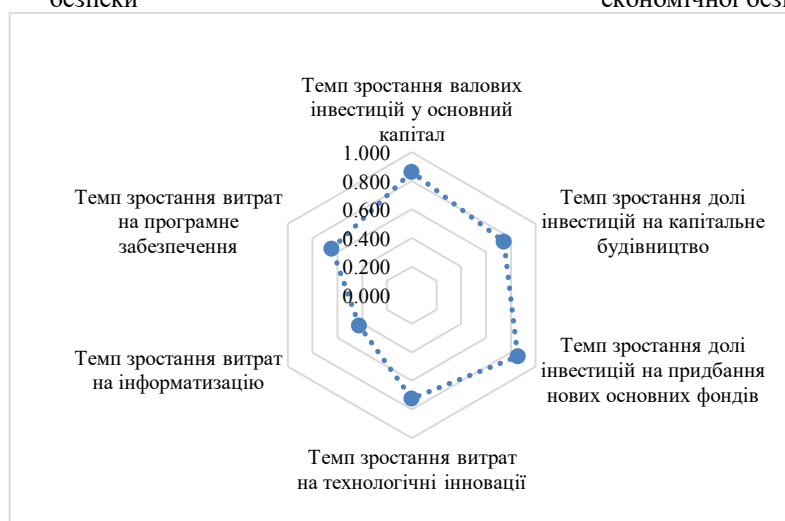 безпеки
Темп зростання валових
інвестицій у основний
капітал
1.000
0.800
0.600
0.400
0.200
0.000
Темп зростання долі
інвестицій на капітальне
будівництво
Темп зростання долі
інвестицій на придбання
нових основних фондів
Темп зростання витрат
на технологічні інновації
Темп зростання витрат
на інформатизацію
Темп зростання витрат
на програмне
забезпечення